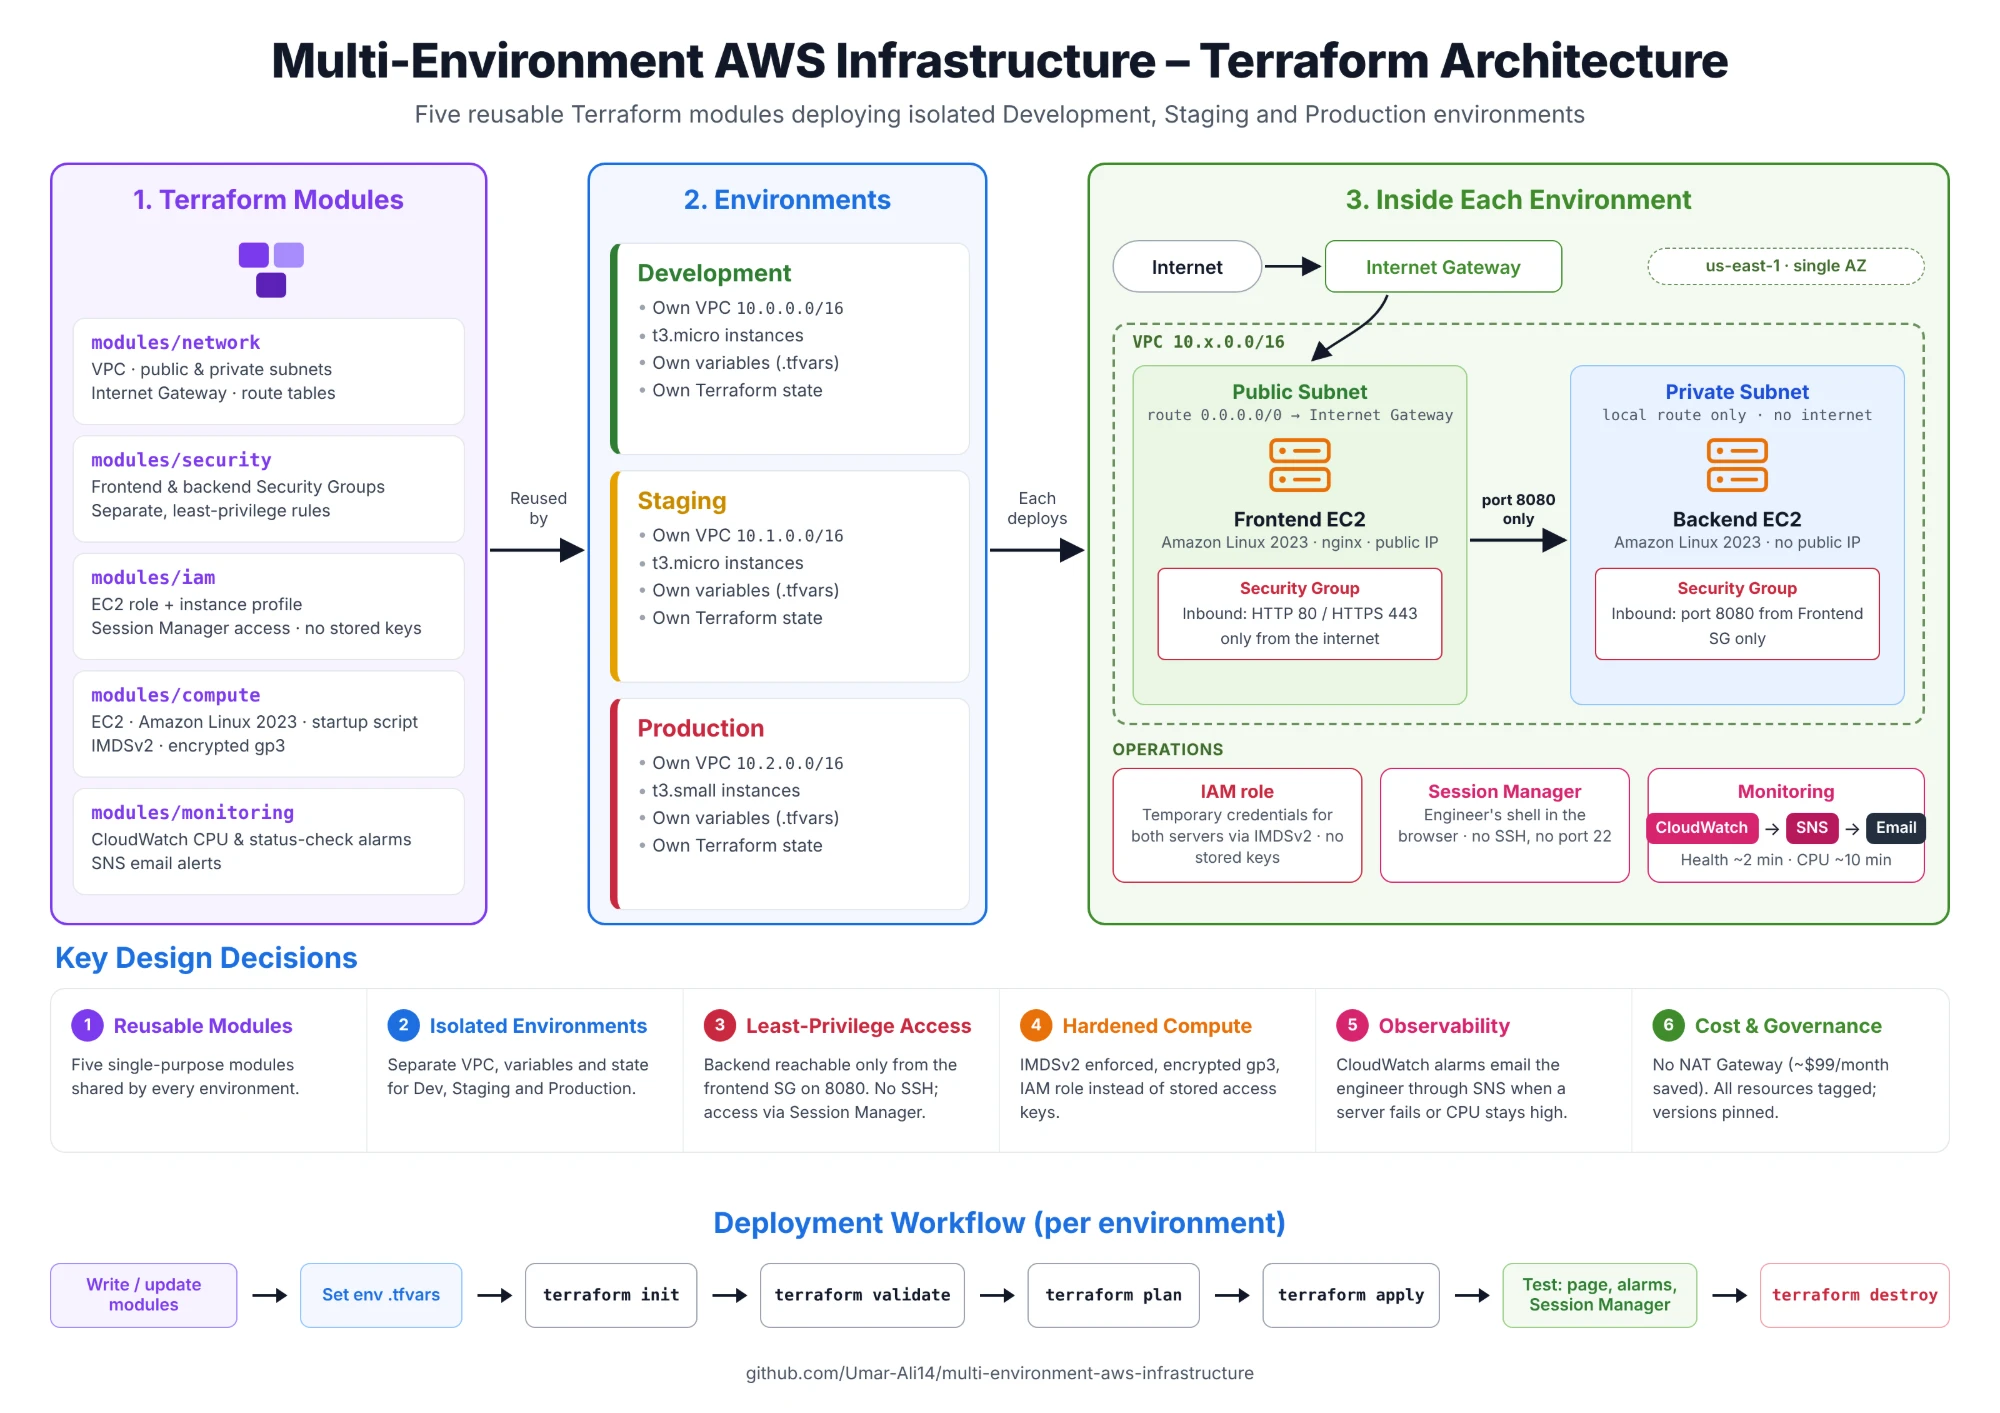 Multi-Environment AWS Infrastructure – Terraform Architecture
Five reusable Terraform modules deploying isolated Development, Staging and Production environments
1. Terraform Modules
modules/network
VPC · public & private subnets
Internet Gateway · route tables
modules/security
Frontend & backend Security Groups
Separate, least-privilege rules
modules/iam
EC2 role + instance profile
Session Manager access · no stored keys
modules/compute
EC2 · Amazon Linux 2023 · startup script
IMDSv2 · encrypted gp3
modules/monitoring
CloudWatch CPU & status-check alarms
SNS email alerts
Reused
by
2. Environments
Development
• Own VPC 10.0.0.0/16
• t3.micro instances
• Own variables (.tfvars)
• Own Terraform state
Staging
• Own VPC 10.1.0.0/16
• t3.micro instances
• Own variables (.tfvars)
• Own Terraform state
Production
• Own VPC 10.2.0.0/16
• t3.small instances
• Own variables (.tfvars)
• Own Terraform state
Each
deploys
3. Inside Each Environment
Internet
Internet Gateway
us-east-1 · single AZ
VPC 10.x.0.0/16
Public Subnet
route 0.0.0.0/0 → Internet Gateway
Frontend EC2
Amazon Linux 2023 · nginx · public IP
Security Group
Inbound: HTTP 80 / HTTPS 443
only from the internet
port 8080
only
Private Subnet
local route only · no internet
Backend EC2
Amazon Linux 2023 · no public IP
Security Group
Inbound: port 8080 from Frontend
SG only
OPERATIONS
IAM role
Temporary credentials for
both servers via IMDSv2 · no
stored keys
Session Manager
Engineer's shell in the
browser · no SSH, no port 22
Monitoring
CloudWatch → SNS → Email
Health ~2 min · CPU ~10 min
Key Design Decisions
1 Reusable Modules
Five single-purpose modules
shared by every environment.
2 Isolated Environments
Separate VPC, variables and state
for Dev, Staging and Production.
3 Least-Privilege Access
Backend reachable only from the
frontend SG on 8080. No SSH;
access via Session Manager.
4 Hardened Compute
IMDSv2 enforced, encrypted gp3,
IAM role instead of stored access
keys.
5 Observability
CloudWatch alarms email the
engineer through SNS when a
server fails or CPU stays high.
6 Cost & Governance
No NAT Gateway (~$99/month
saved). All resources tagged;
versions pinned.
Deployment Workflow (per environment)
Write / update
modules
Set env .tfvars
terraform init
terraform validate
terraform plan
terraform apply
Test: page, alarms,
Session Manager
terraform destroy
github.com/Umar-Ali14/multi-environment-aws-infrastructure